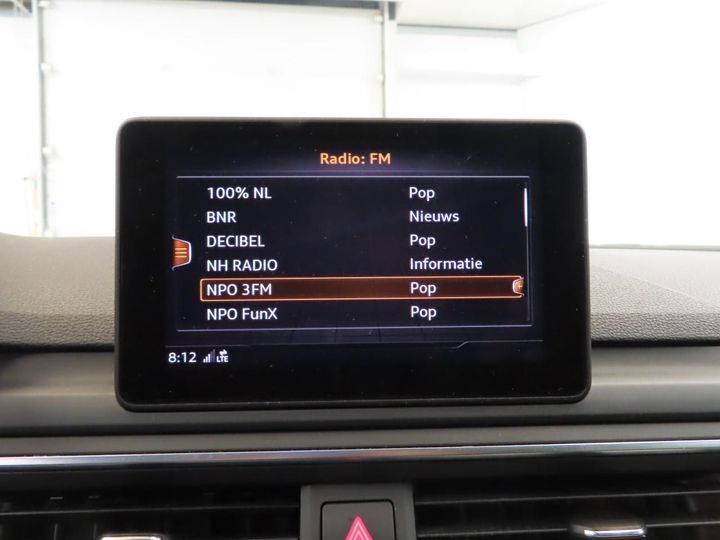 Radio: FM
100% NL Pop
BNR Nieuws
DECIBEL Pop
NH RADIO Informatie
NPO 3FM Pop
NPO FunX Pop
8:12 LTE